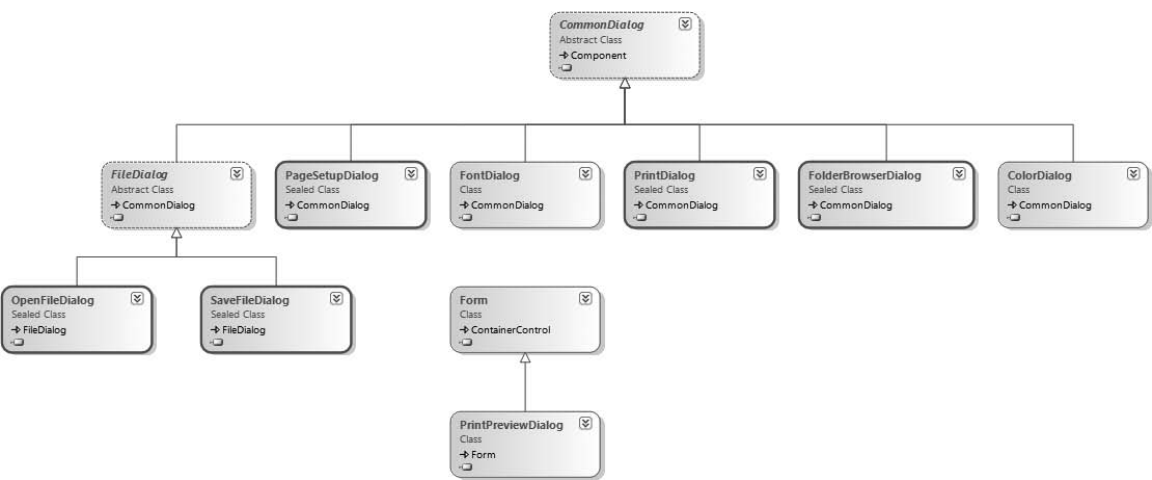 CommonDialog
Abstract Class
Component
FileDialog
Abstract Class
CommonDialog
PageSetupDialog
Sealed Class
CommonDialog
FontDialog
Class
CommonDialog
PrintDialog
Sealed Class
CommonDialog
FolderBrowserDialog
Sealed Class
CommonDialog
ColorDialog
Class
CommonDialog
OpenFileDialog
Sealed Class
FileDialog
SaveFileDialog
Sealed Class
FileDialog
Form
Class
ContainerControl
PrintPreviewDialog
Class
Form